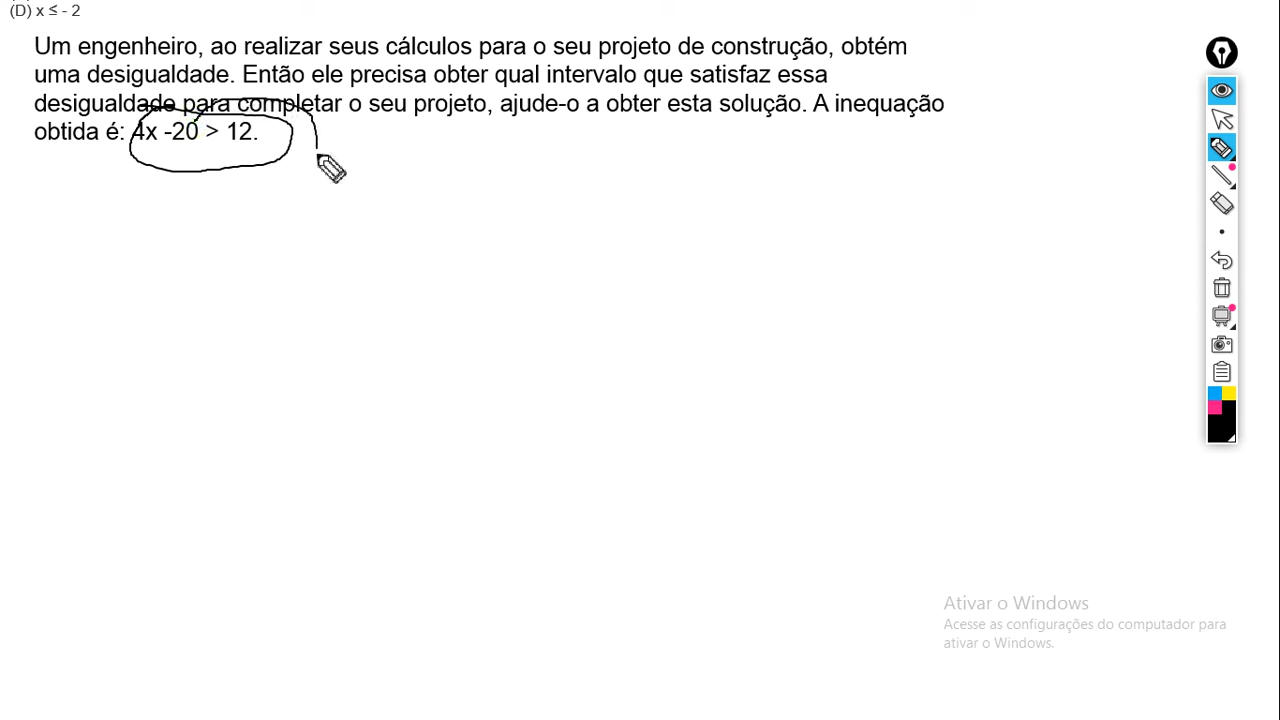 (D) x ≤ - 2
Um engenheiro, ao realizar seus cálculos para o seu projeto de construção, obtém
uma desigualdade. Então ele precisa obter qual intervalo que satisfaz essa
desigualdade para completar o seu projeto, ajude-o a obter esta solução. A inequação
obtida é: 4x -20 > 12.
Ativar o Windows
Acesse as configurações do computador para
ativar o Windows.